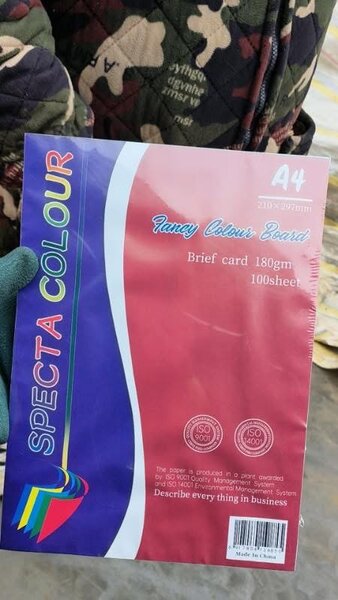 SPECTA COLOUR
A4
210×297mm
Fancy Colour Board
Brief card 180gm
100sheet
ISO
9001
ISO
14001
The paper is produced in a plant awarded
by ISO 9001 Quality Management System
and ISO 14001 Environmental Management System
Describe every thing in business
Made In China